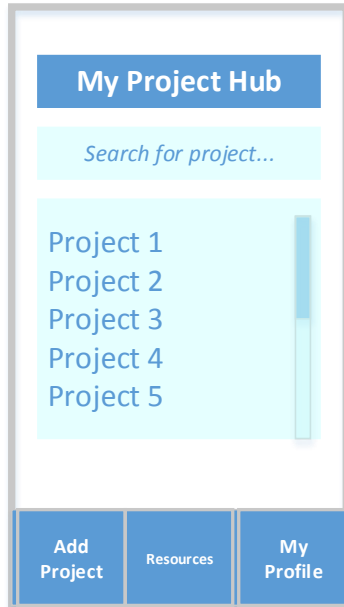 My Project Hub
Search for project...
Project 1
Project 2
Project 3
Project 4
Project 5
Add
Project
Resources
My
Profile